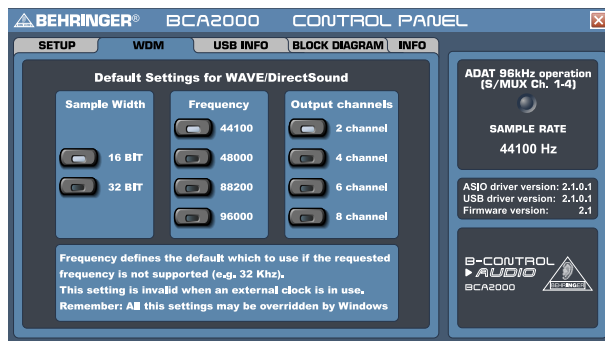 BEHRINGER® BCA2000 CONTROL PANEL
SETUP WDM USB INFO BLOCK DIAGRAM INFO
Default Settings for WAVE/DirectSound
Sample Width
16 BIT
32 BIT
Frequency
44100
48000
88200
96000
Output channels
2 channel
4 channel
6 channel
8 channel
Frequency defines the default which to use if the requested
frequency is not supported (e.g. 32 Khz).
This setting is invalid when an external clock is in use.
Remember: All this settings may be overridden by Windows
ADAT 96kHz operation
(S/MUX Ch. 1-4)
SAMPLE RATE
44100 Hz
ASIO driver version: 2.1.0.1
USB driver version: 2.1.0.1
Firmware version: 2.1
B-CONTROL
AUDIO
BCA2000
BEHRINGER